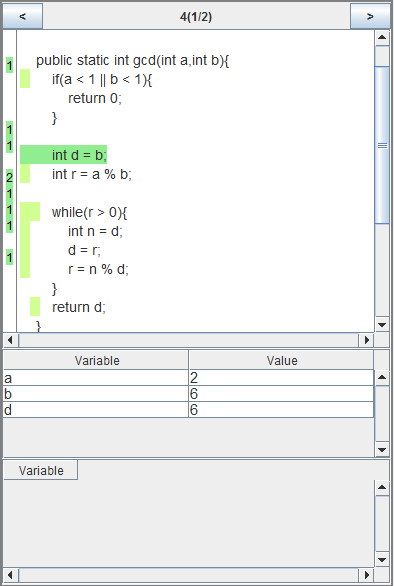 < 4(1/2) >
1 public static int gcd(int a,int b){
if(a < 1 || b < 1){
return 0;
}
1
1 int d = b;
2 int r = a % b;
1
1 while(r > 0){
1 int n = d;
d = r;
1 r = n % d;
}
return d;
}
Variable Value
a 2
b 6
d 6
Variable